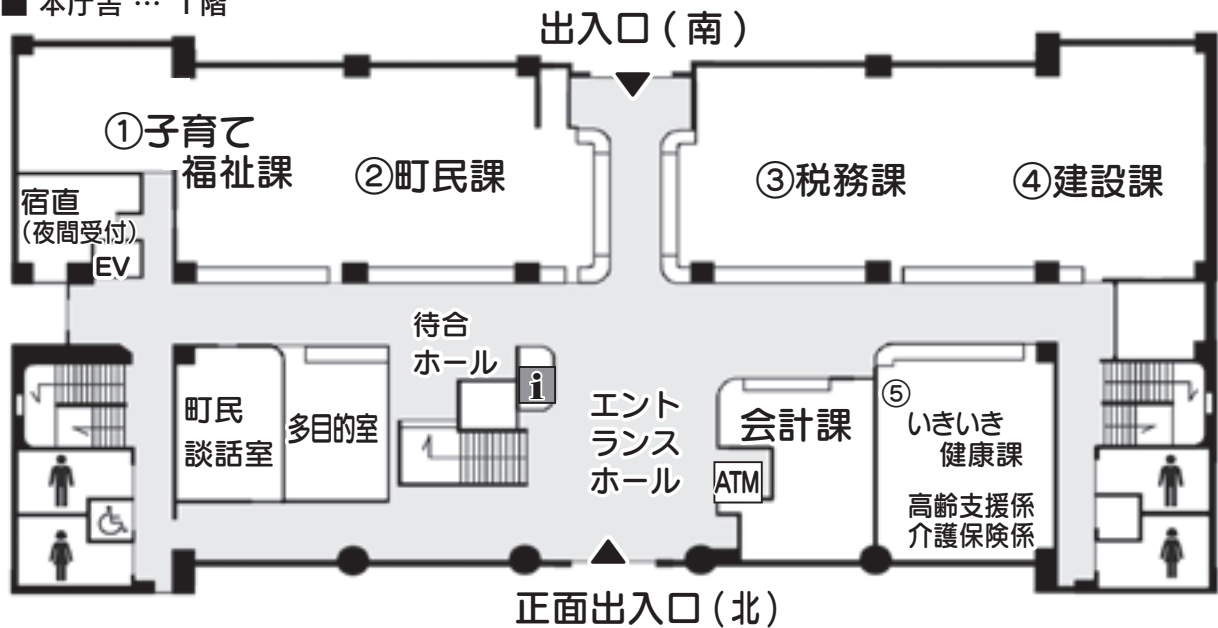 ■ 本庁舎 … 1階
出入口(南)
①子育て
福祉課
②町民課
③税務課
④建設課
宿直
(夜間受付)
EV
待合
ホール
i
町民
談話室
多目的室
エント
ランス
ホール
会計課
ATM
⑤
いきいき
健康課
高齢支援係
介護保険係
正面出入口(北)